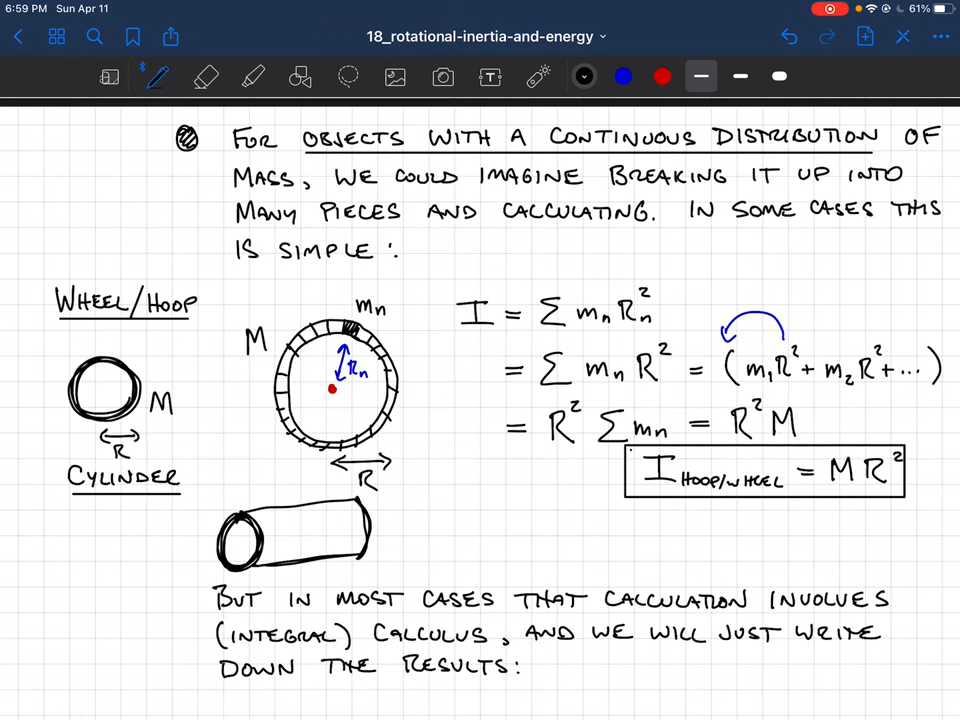 6:59 PM Sun Apr 11
61%
18_rotational-inertia-and-energy
T
FOR OBJECTS WITH A CONTINUOUS DISTRIBUTION OF
MASS, WE COULD IMAGINE BREAKING IT UP INTO
MANY PIECES AND CALCULATING. IN SOME CASES THIS
IS SIMPLE:
WHEEL/HOOP
M
R
CYLINDER
M
mn
Rn
R
I = Σ mn Rn²
= Σ mn R² = (m₁R² + m₂R² + ...)
= R² Σ mn = R² M
I HOOP/WHEEL = MR²
BUT IN MOST CASES THAT CALCULATION INVOLVES
(INTEGRAL) CALCULUS, AND WE WILL JUST WRITE
DOWN THE RESULTS: